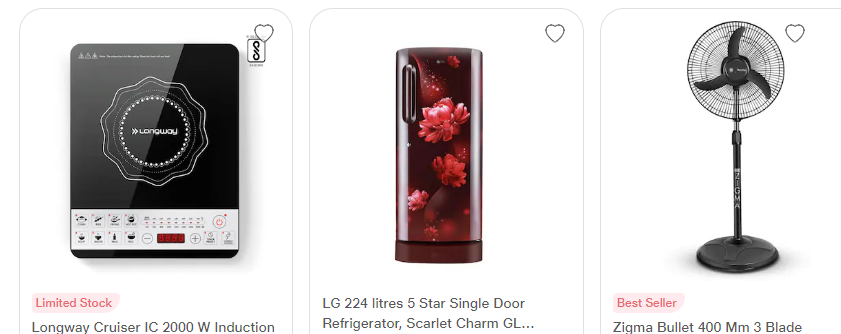 LONGWAY
LG
ZIGMA
Limited Stock
Longway Cruiser IC 2000 W Induction
LG 224 litres 5 Star Single Door
Refrigerator, Scarlet Charm GL...
Best Seller
Zigma Bullet 400 Mm 3 Blade